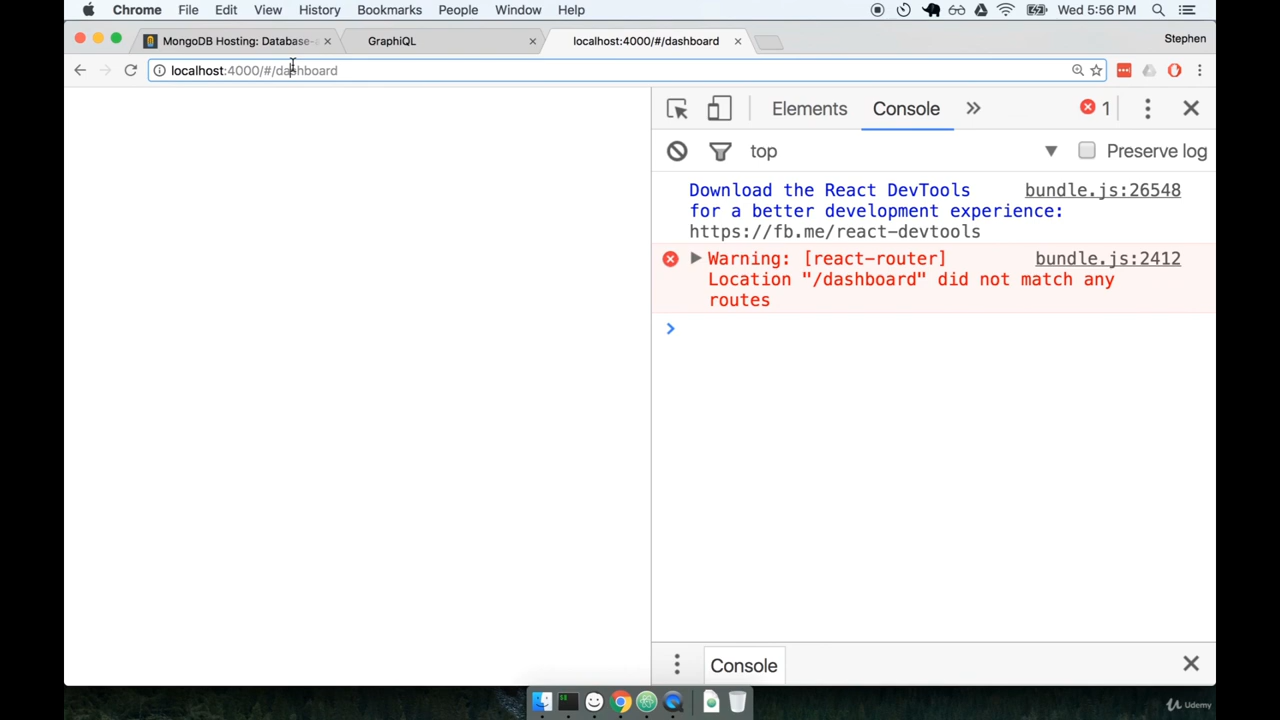 Chrome File Edit View History Bookmarks People Window Help Wed 5:56 PM
MongoDB Hosting: Database- GraphiQL localhost:4000/#/dashboard Stephen
localhost:4000/#/dashboard
Elements Console 1
top Preserve log
Download the React DevTools bundle.js:26548
for a better development experience:
https://fb.me/react-devtools
Warning: [react-router] bundle.js:2412
Location "/dashboard" did not match any
routes
Console
Udemy